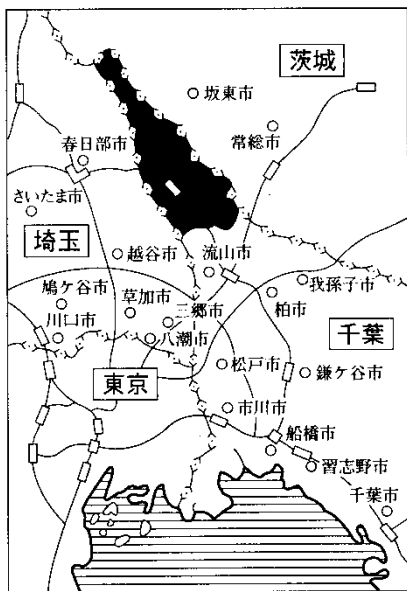 茨城
坂東市
常総市
春日部市
さいたま市
埼玉
越谷市
流山市
我孫子市
鳩ケ谷市
草加市
三郷市
柏市
川口市
八潮市
千葉
東京
松戸市
鎌ケ谷市
市川市
船橋市
習志野市
千葉市